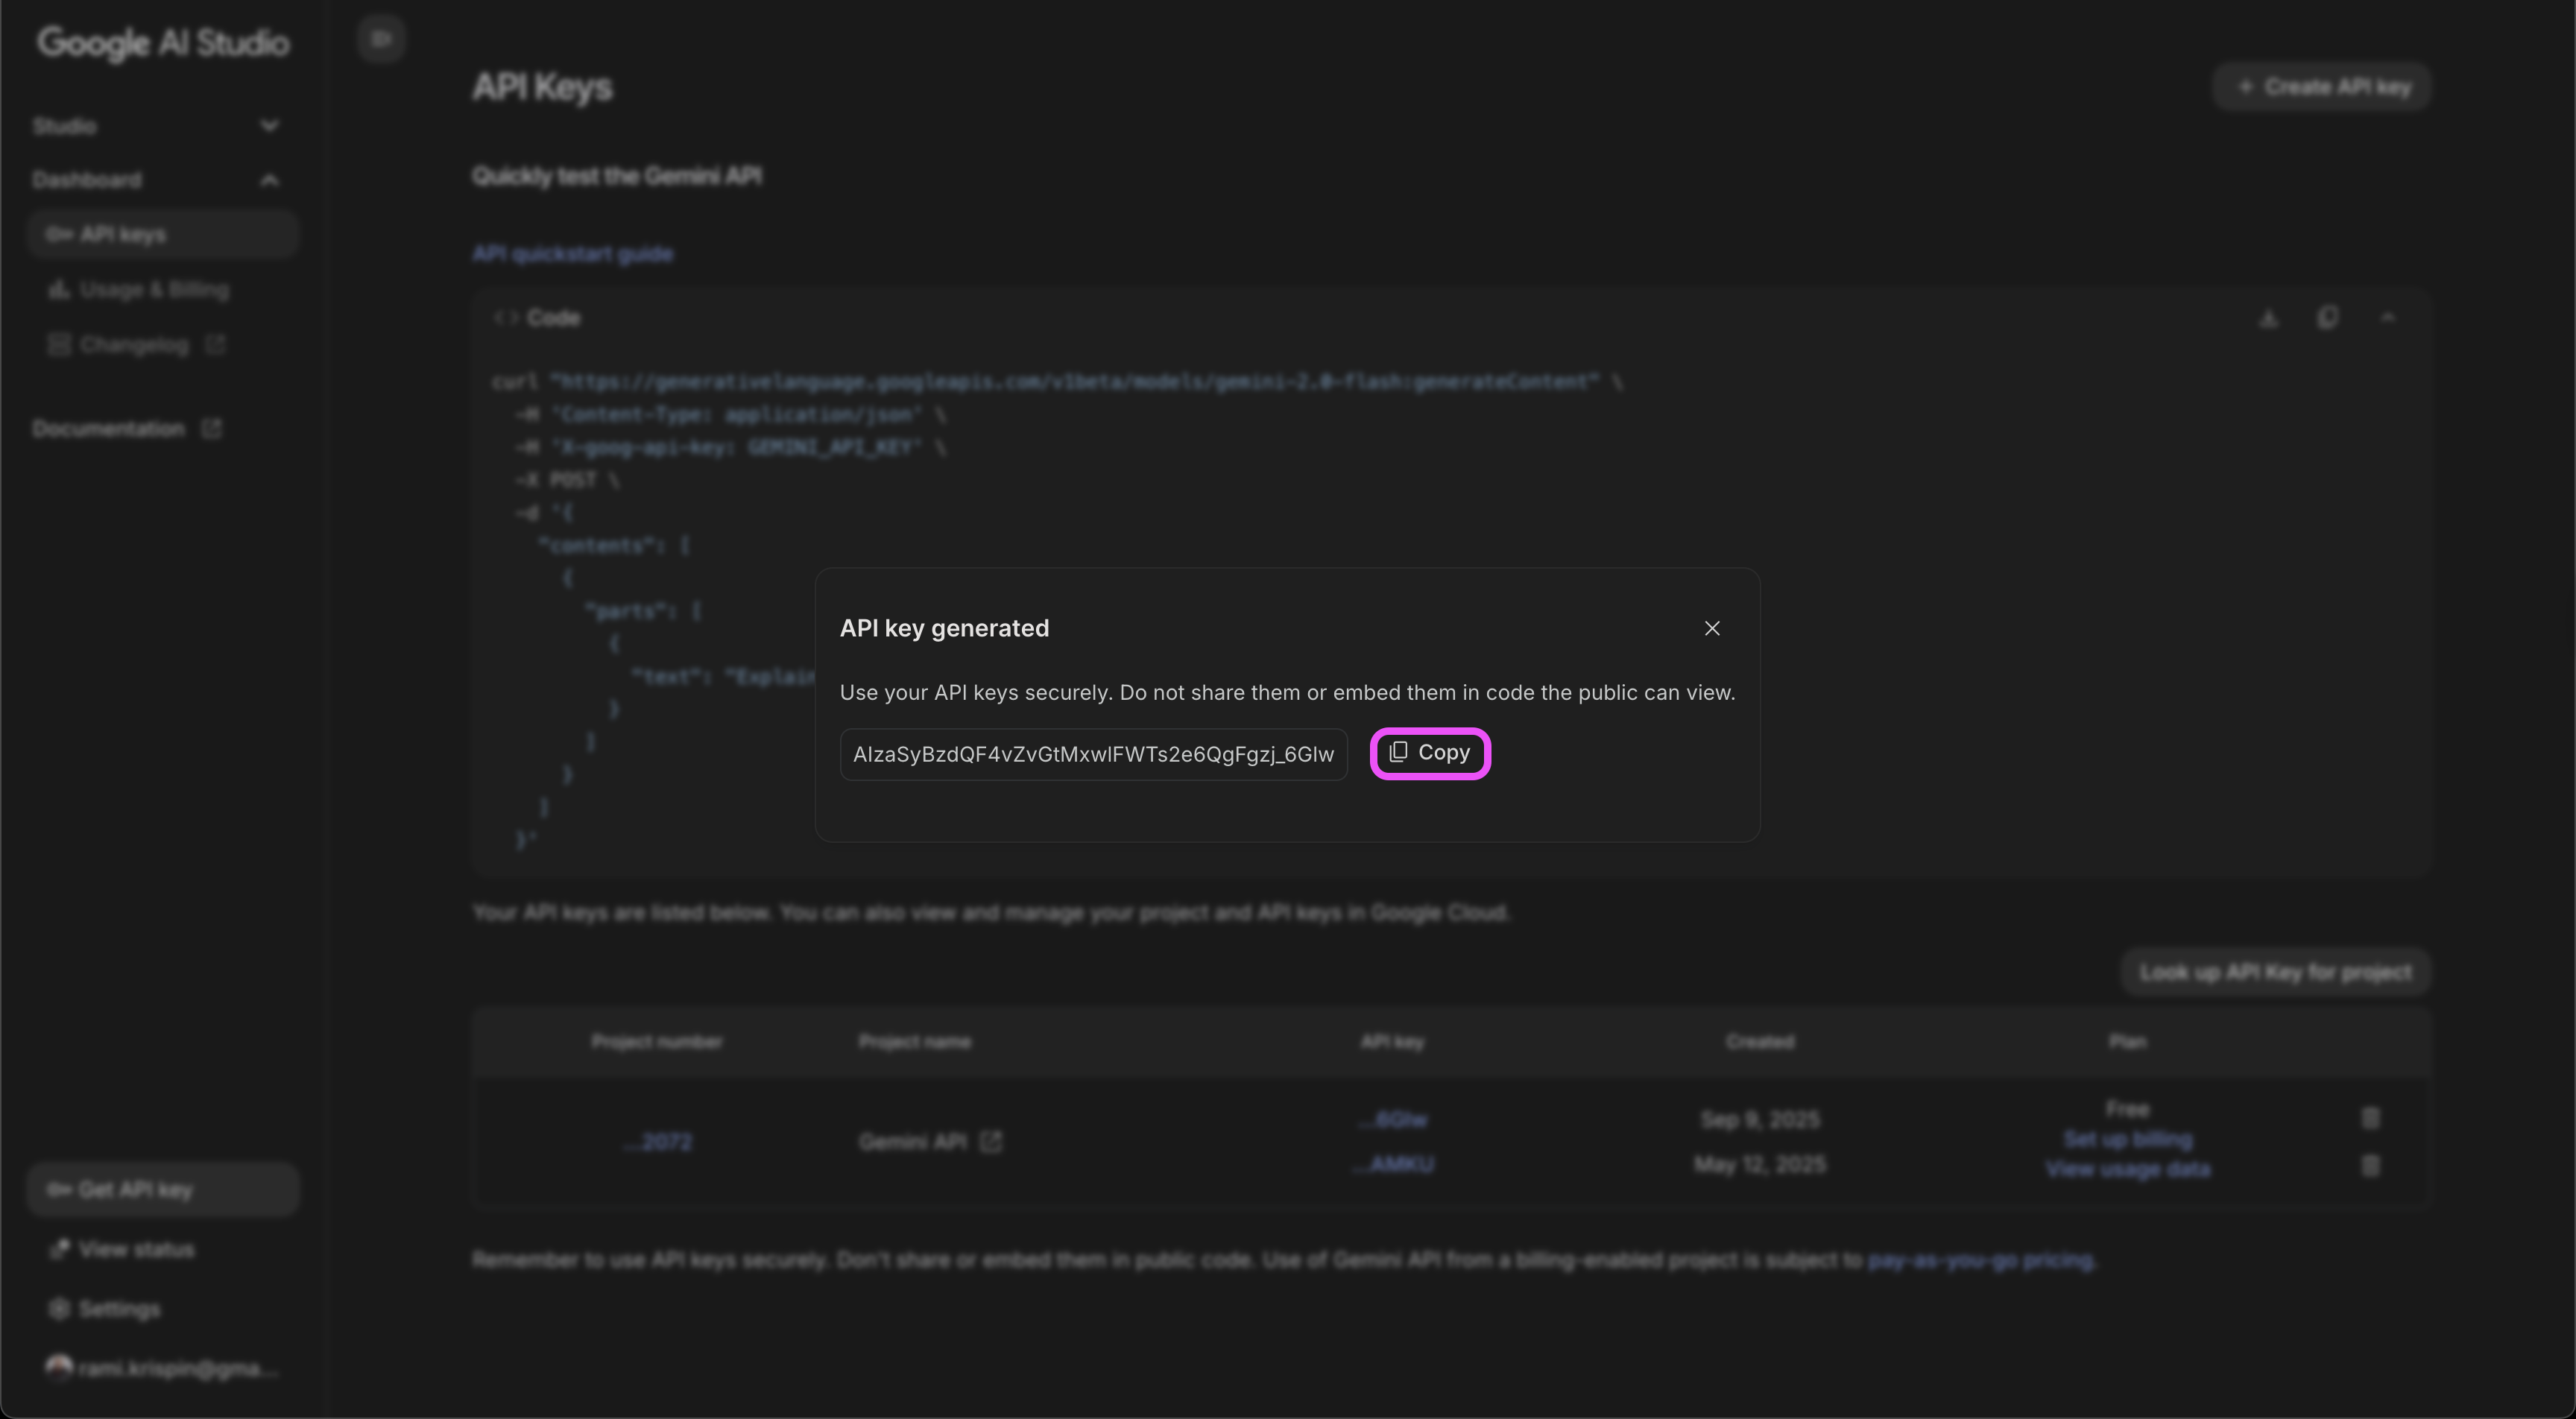 Google AI Studio
API Keys
+ Create API key
Studio
Dashboard
API keys
Usage & Billing
Changelog
Documentation
Quickly test the Gemini API
API quickstart guide
<> Code
curl "https://generativelanguage.googleapis.com/v1beta/models/gemini-2.0-flash:generateContent" \
-H 'Content-Type: application/json' \
-H 'X-goog-api-key: GEMINI_API_KEY' \
-X POST \
-d '{
"contents": [
{
"parts": [
{
"text": "Explain
}
]
}
]
}'
API key generated
Use your API keys securely. Do not share them or embed them in code the public can view.
AIzaSyBzdQF4vZvGtMxwIFWTs2e6QgFgzj_6GIw
Copy
Your API keys are listed below. You can also view and manage your project and API keys in Google Cloud.
Look up API Key for project
Project number Project name API key Created Plan
...2072 Gemini API
...6GIw Sep 9, 2025 Free
Set up billing
...AMKU May 12, 2025 View usage data
Remember to use API keys securely. Don't share or embed them in public code. Use of Gemini API from a billing-enabled project is subject to pay-as-you-go pricing.
Get API key
View status
Settings
rami.krispin@gma...